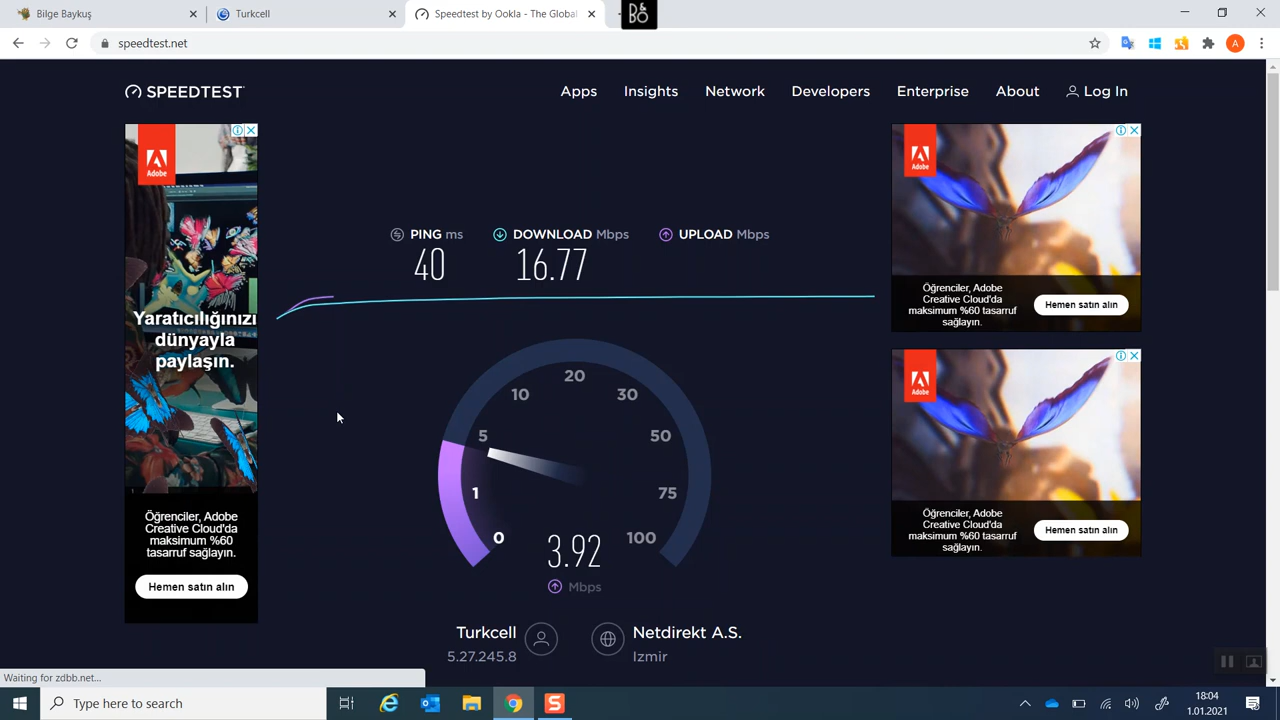 Bilge Baykuş
Turkcell
Speedtest by Ookla - The Global
B&O
speedtest.net
A
SPEEDTEST
Apps
Insights
Network
Developers
Enterprise
About
Log In
Adobe
Yaratıcılığınızı
dünyayla
paylaşın.
Öğrenciler, Adobe
Creative Cloud'da
maksimum %60
tasarruf sağlayın.
Hemen satın alın
PING ms
40
DOWNLOAD Mbps
16.77
UPLOAD Mbps
0
1
5
10
20
30
50
75
100
3.92
Mbps
Turkcell
5.27.245.8
Netdirekt A.S.
Izmir
Adobe
Öğrenciler, Adobe
Creative Cloud'da
maksimum %60 tasarruf
sağlayın.
Hemen satın alın
Adobe
Öğrenciler, Adobe
Creative Cloud'da
maksimum %60 tasarruf
sağlayın.
Hemen satın alın
Waiting for zdbb.net...
Type here to search
18:04
1.01.2021